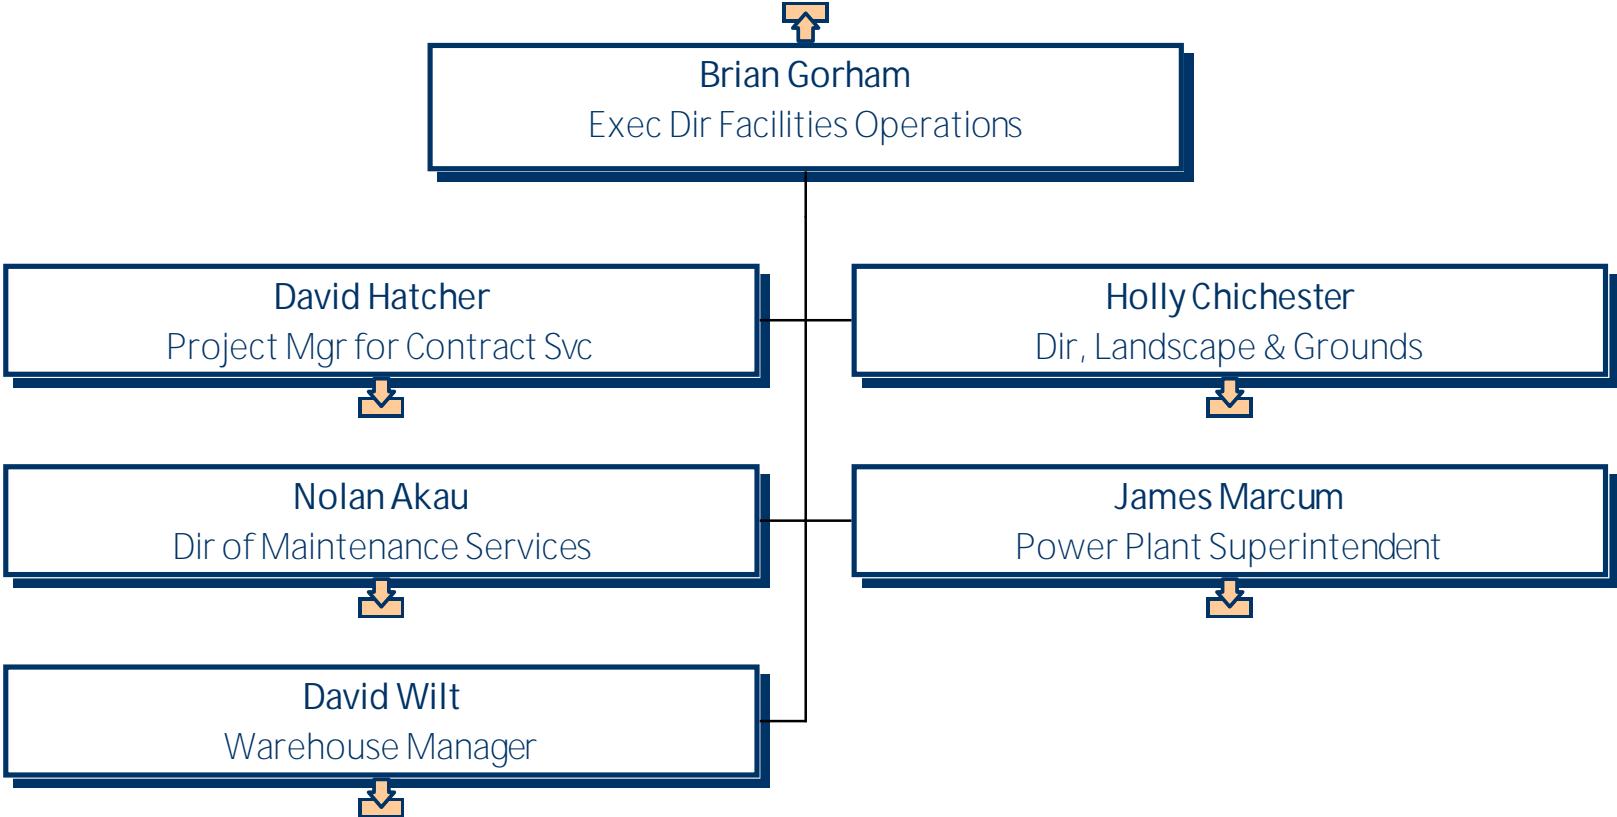 Brian Gorham
Exec Dir Facilities Operations
David Hatcher
Project Mgr for Contract Svc
Holly Chichester
Dir, Landscape & Grounds
Nolan Akau
Dir of Maintenance Services
James Marcum
Power Plant Superintendent
David Wilt
Warehouse Manager